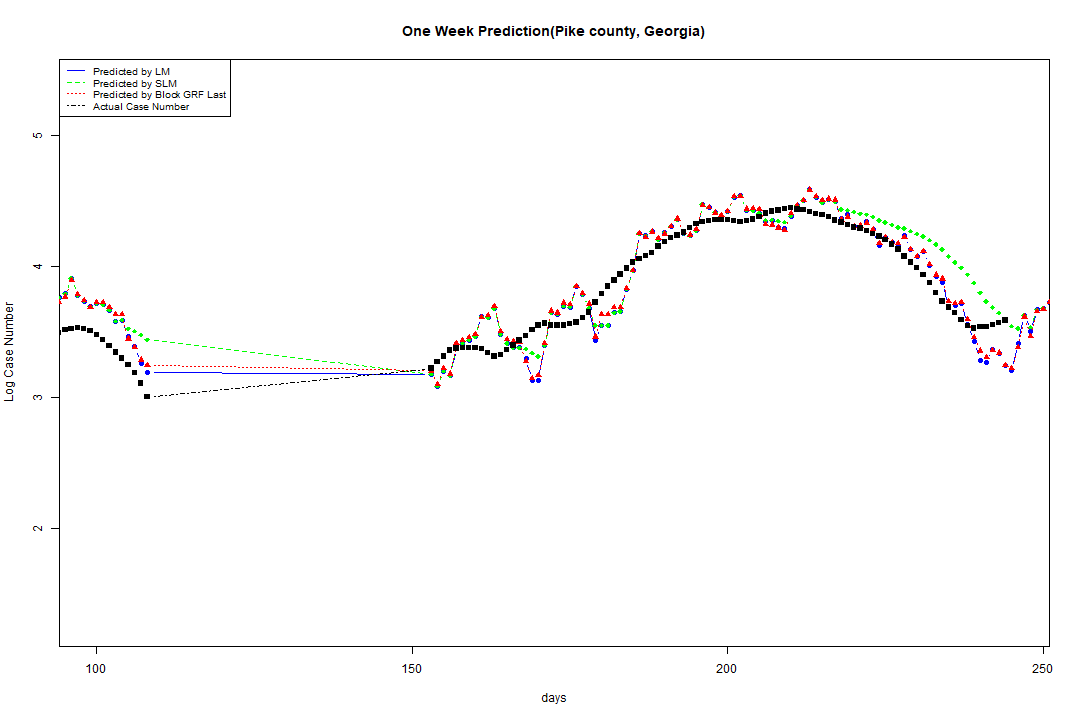 One Week Prediction(Pike county, Georgia)
Predicted by LM
Predicted by SLM
Predicted by Block GRF Last
Actual Case Number
5
4
3
2
Log Case Number
100
150
200
250
days